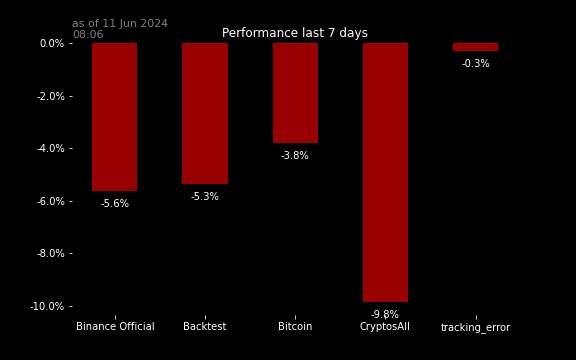 as of 11 Jun 2024
08:06
Performance last 7 days
0.0%
-2.0%
-4.0%
-6.0%
-8.0%
-10.0%
-5.6%
-5.3%
-3.8%
-9.8%
-0.3%
Binance Official
Backtest
Bitcoin
CryptosAll
tracking_error